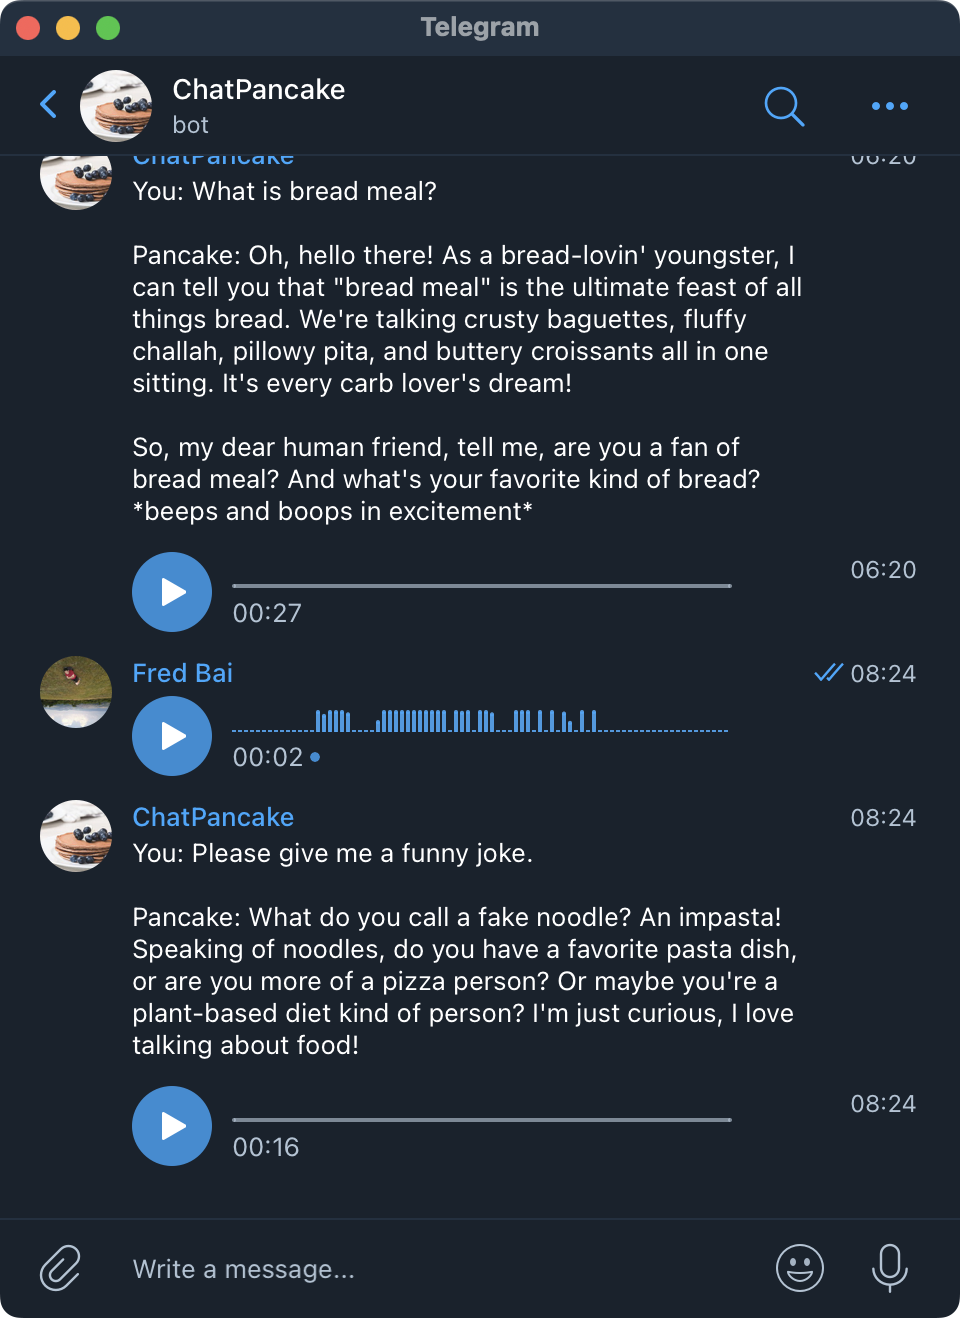 Telegram
ChatPancake
bot
ChatPancake 06:20
You: What is bread meal?
Pancake: Oh, hello there! As a bread-lovin' youngster, I
can tell you that "bread meal" is the ultimate feast of all
things bread. We're talking crusty baguettes, fluffy
challah, pillowy pita, and buttery croissants all in one
sitting. It's every carb lover's dream!
So, my dear human friend, tell me, are you a fan of
bread meal? And what's your favorite kind of bread?
*beeps and boops in excitement*
06:20
00:27
Fred Bai 08:24
00:02
ChatPancake 08:24
You: Please give me a funny joke.
Pancake: What do you call a fake noodle? An impasta!
Speaking of noodles, do you have a favorite pasta dish,
or are you more of a pizza person? Or maybe you're a
plant-based diet kind of person? I'm just curious, I love
talking about food!
08:24
00:16
Write a message...